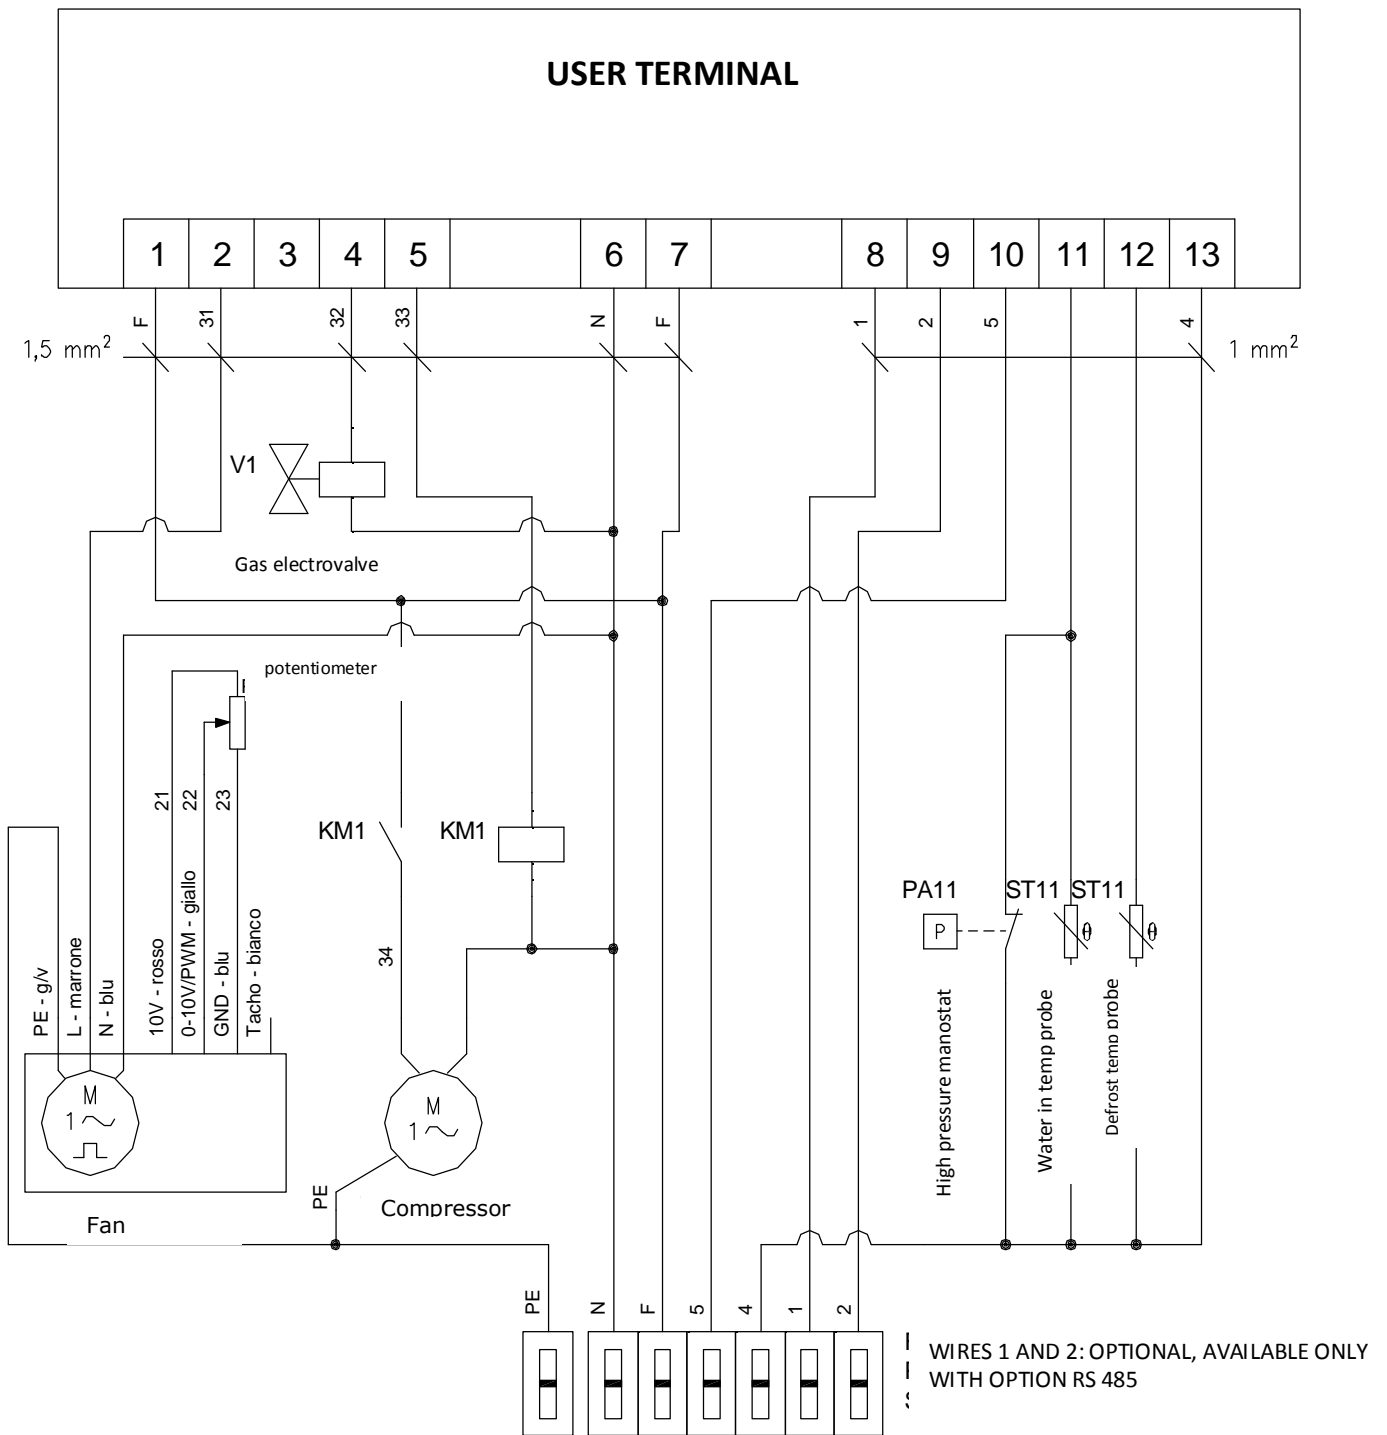 USER TERMINAL
1 2 3 4 5 6 7 8 9 10 11 12 13
F 31 32 33 N F 1 2 5 4
1,5 mm²
1 mm²
V1
Gas electrovalve
potentiometer
21
22
23
KM1
KM1
PA11
ST11
ST11
P
θ
θ
34
PE - g/v
L - marrone
N - blu
10V - rosso
0-10V/PWM - giallo
GND - blu
Tacho - bianco
High pressure manostat
Water in temp probe
Defrost temp probe
M
1
M
1
PE
Fan
Compressor
PE N F 5 4 1 2
WIRES 1 AND 2: OPTIONAL, AVAILABLE ONLY
WITH OPTION RS 485